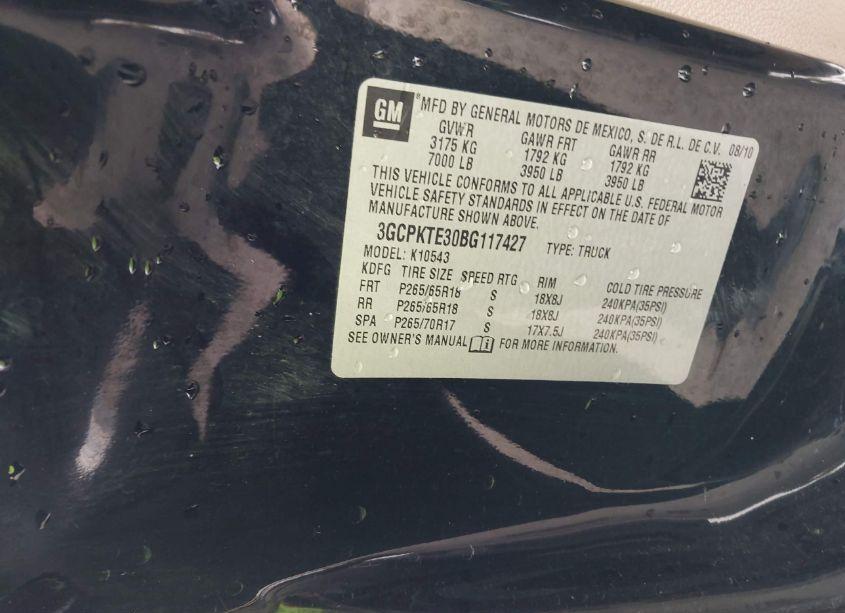 GM ® MFD BY GENERAL MOTORS DE MEXICO, S. DE R.L. DE C.V. 08/10
GVWR GAWR FRT GAWR RR
3175 KG 1792 KG 1792 KG
7000 LB 3950 LB 3950 LB
THIS VEHICLE CONFORMS TO ALL APPLICABLE U.S. FEDERAL MOTOR
VEHICLE SAFETY STANDARDS IN EFFECT ON THE DATE OF
MANUFACTURE SHOWN ABOVE.
3GCPKTE30BG117427 TYPE: TRUCK
MODEL: K10543
KDFG TIRE SIZE SPEED RTG RIM COLD TIRE PRESSURE
FRT P265/65R18 S 18X8J 240KPA(35PSI)
RR P265/65R18 S 18X8J 240KPA(35PSI)
SPA P265/70R17 S 17X7.5J 240KPA(35PSI)
SEE OWNER'S MANUAL FOR MORE INFORMATION.